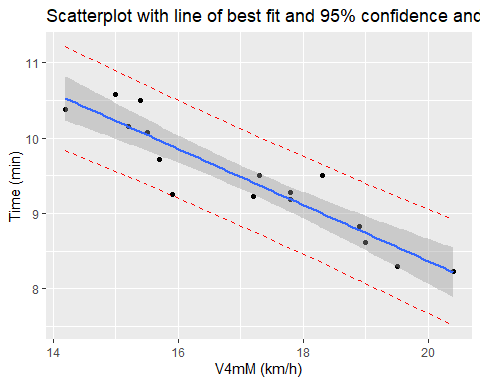 Scatterplot with line of best fit and 95% confidence and
11
10
9
8
Time (min)
14
16
18
20
V4mM (km/h)